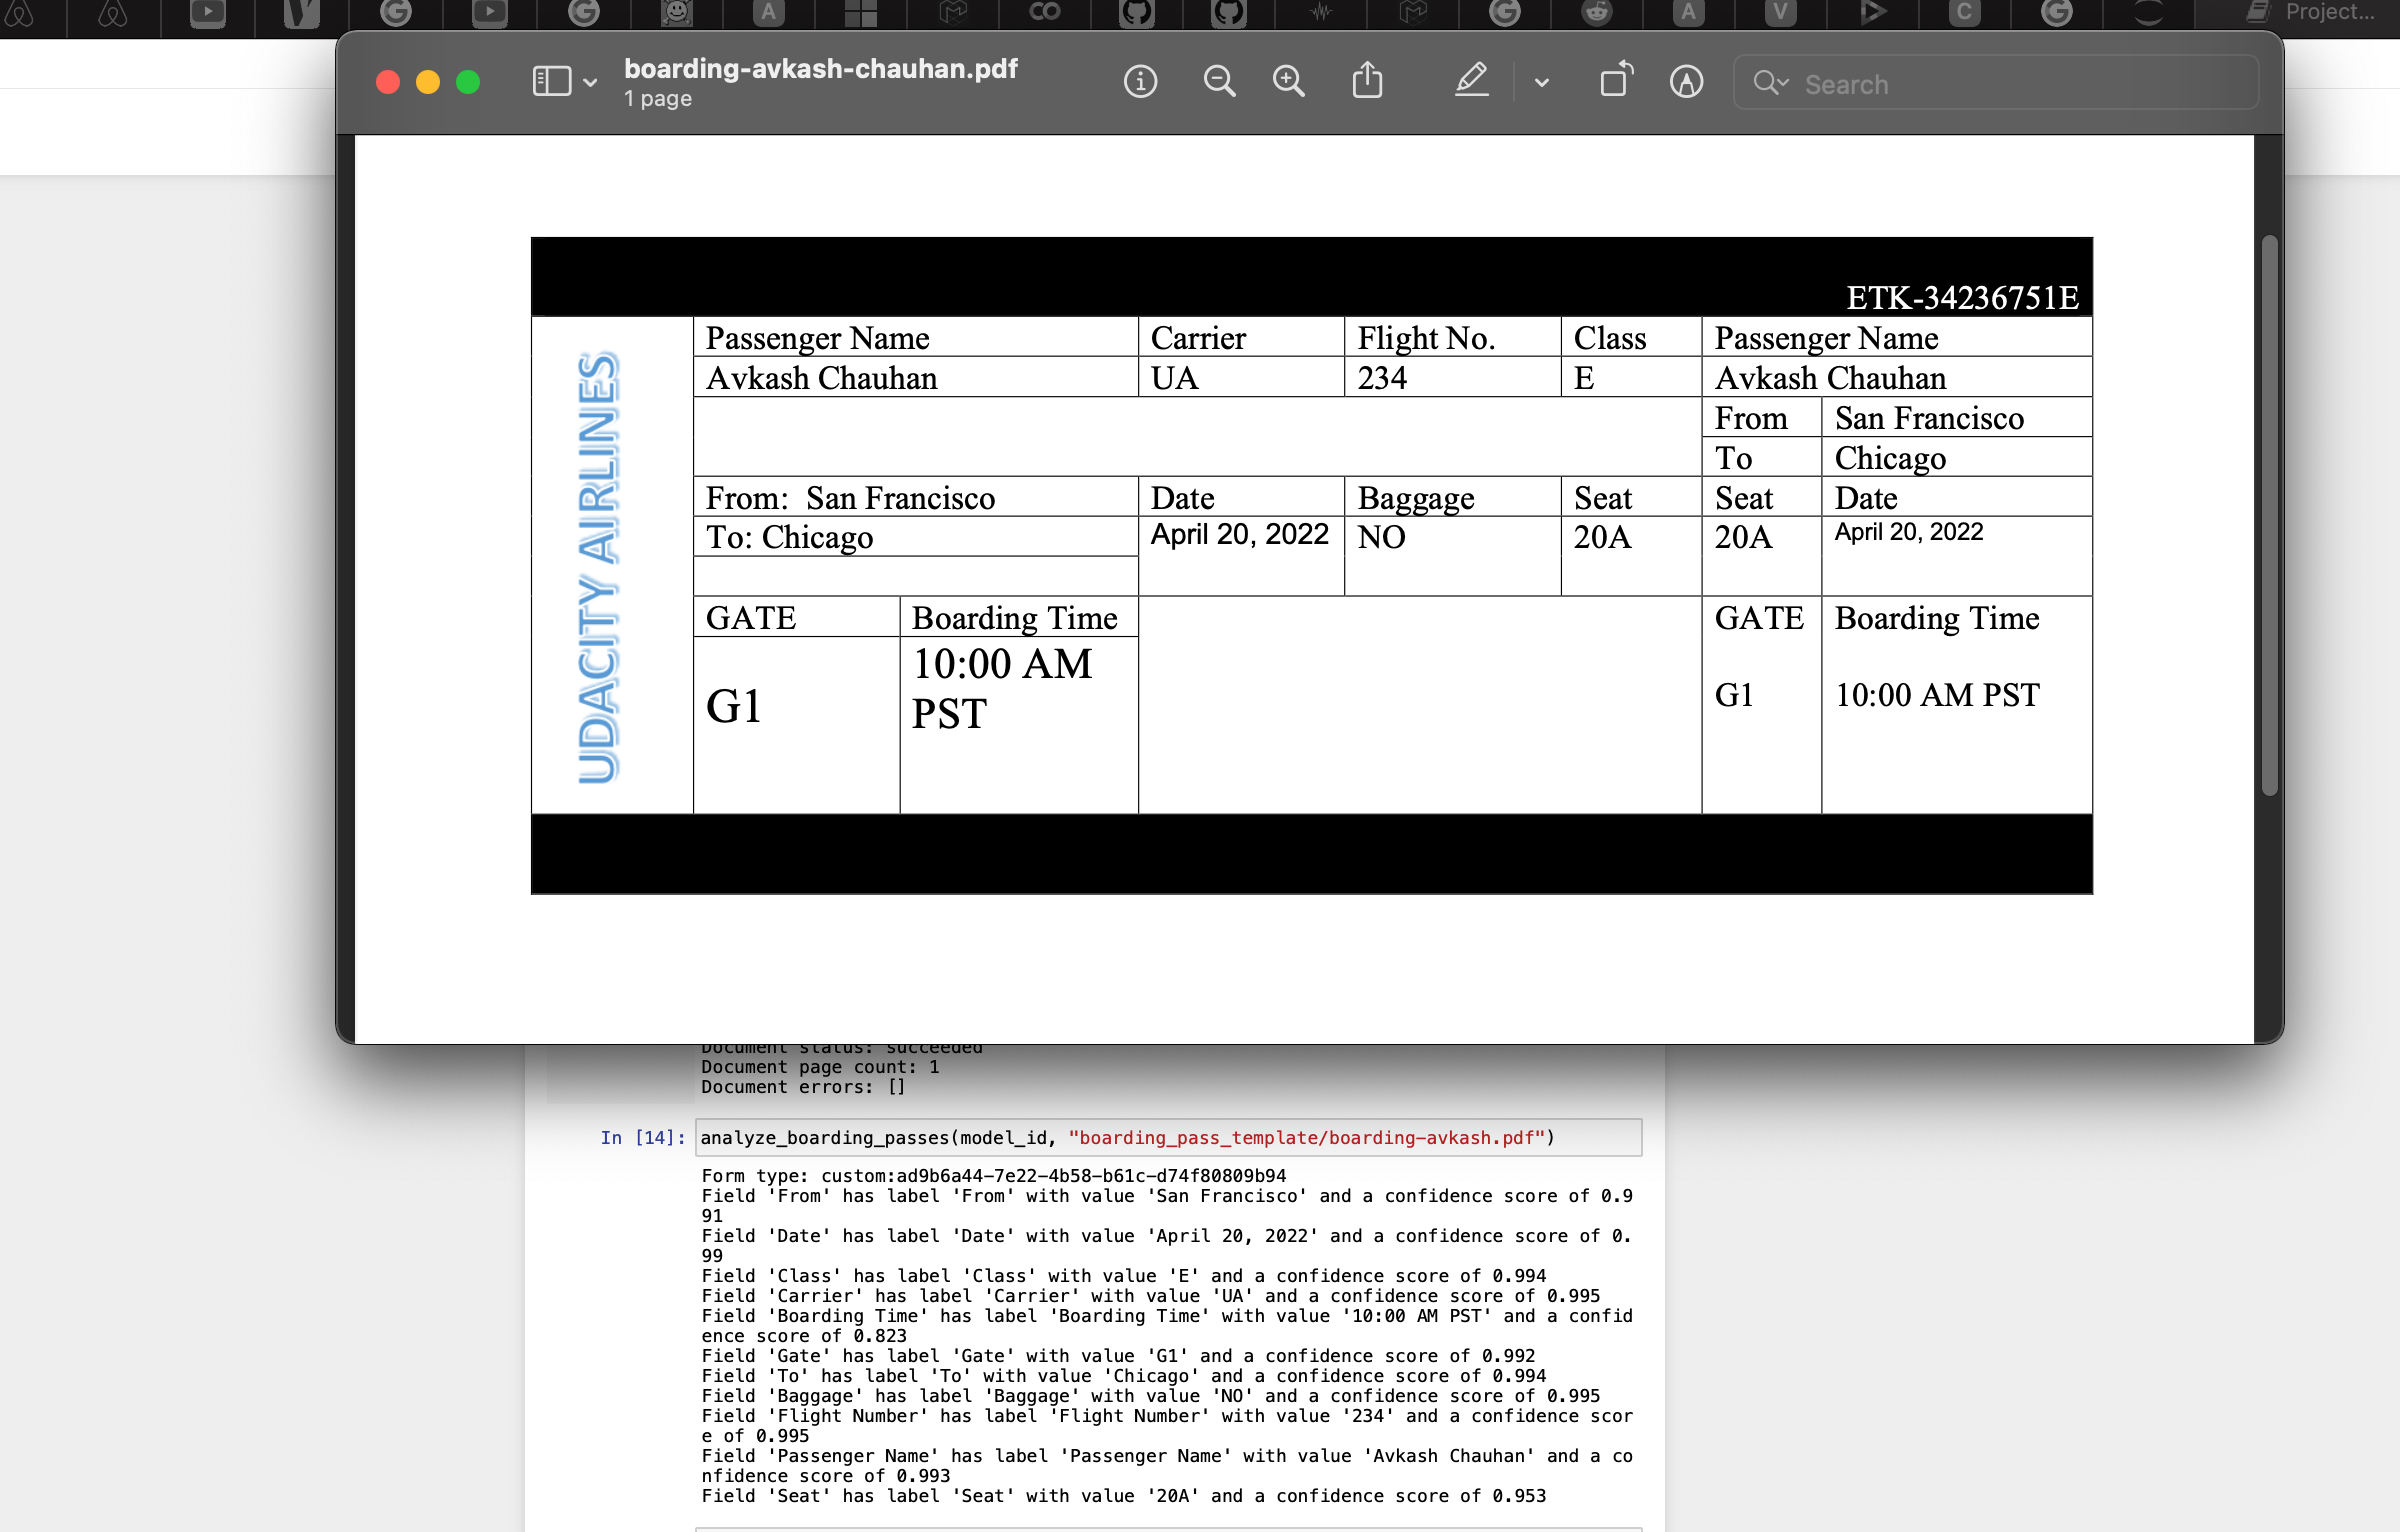 Project...
boarding-avkash-chauhan.pdf
1 page
Search
ETK-34236751E
UDACITY AIRLINES
Passenger Name Carrier Flight No. Class Passenger Name
Avkash Chauhan UA 234 E Avkash Chauhan
From San Francisco
To Chicago
From: San Francisco Date Baggage Seat Seat Date
To: Chicago April 20, 2022 NO 20A 20A April 20, 2022
GATE Boarding Time GATE Boarding Time
G1 10:00 AM PST G1 10:00 AM PST
Document status: succeeded
Document page count: 1
Document errors: []
In [14]: analyze_boarding_passes(model_id, "boarding_pass_template/boarding-avkash.pdf")
Form type: custom:ad9b6a44-7e22-4b58-b61c-d74f80809b94
Field 'From' has label 'From' with value 'San Francisco' and a confidence score of 0.9
91
Field 'Date' has label 'Date' with value 'April 20, 2022' and a confidence score of 0.
99
Field 'Class' has label 'Class' with value 'E' and a confidence score of 0.994
Field 'Carrier' has label 'Carrier' with value 'UA' and a confidence score of 0.995
Field 'Boarding Time' has label 'Boarding Time' with value '10:00 AM PST' and a confid
ence score of 0.823
Field 'Gate' has label 'Gate' with value 'G1' and a confidence score of 0.992
Field 'To' has label 'To' with value 'Chicago' and a confidence score of 0.994
Field 'Baggage' has label 'Baggage' with value 'NO' and a confidence score of 0.995
Field 'Flight Number' has label 'Flight Number' with value '234' and a confidence scor
e of 0.995
Field 'Passenger Name' has label 'Passenger Name' with value 'Avkash Chauhan' and a co
nfidence score of 0.993
Field 'Seat' has label 'Seat' with value '20A' and a confidence score of 0.953